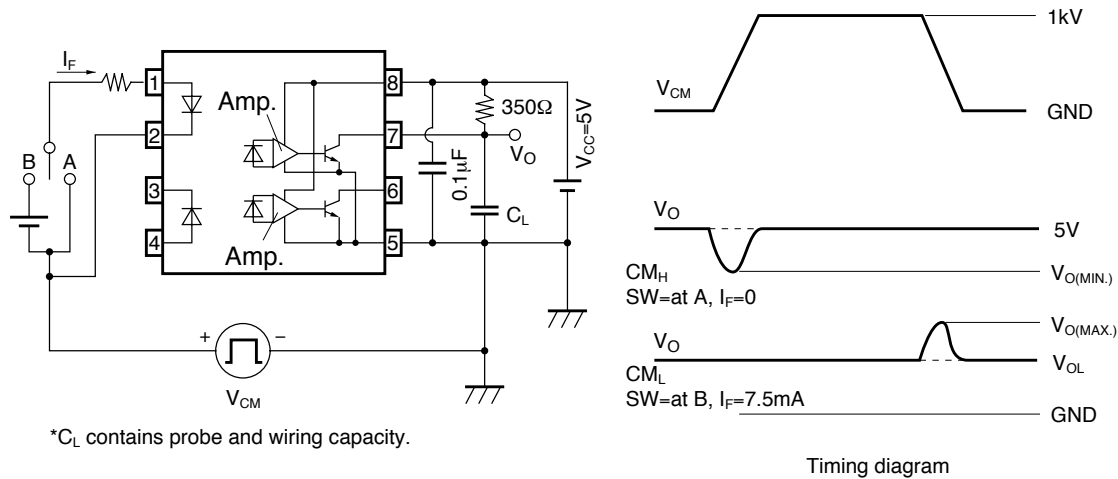 I_F
1
2
3
4
B
A
Amp.
Amp.
8
7
6
5
350Ω
V_O
0.1μF
C_L
V_CC=5V
+
−
V_CM
*C_L contains probe and wiring capacity.
1kV
V_CM
GND
V_O
5V
CM_H
SW=at A, I_F=0
V_O(MIN.)
V_O(MAX.)
V_O
V_OL
CM_L
SW=at B, I_F=7.5mA
GND
Timing diagram